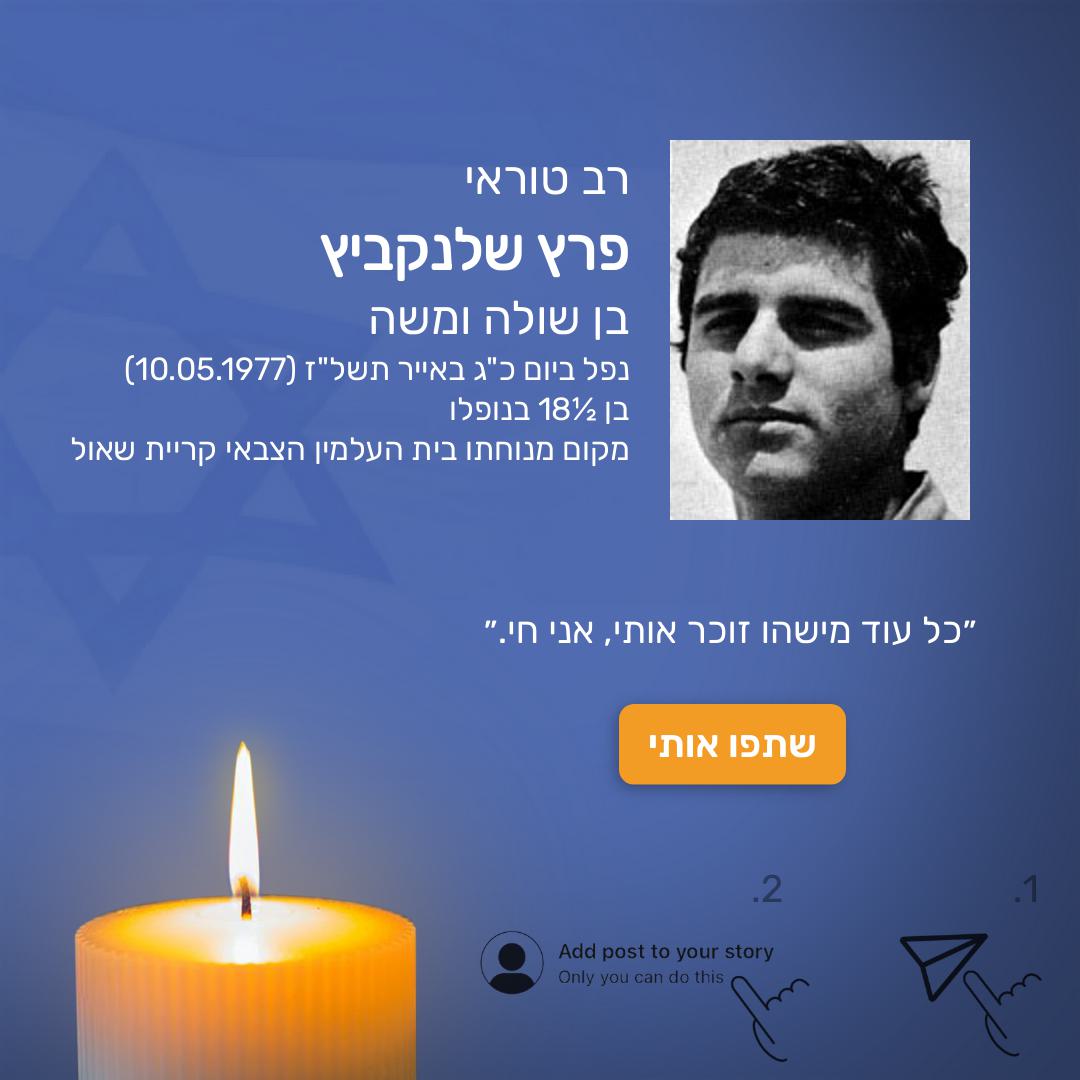 רב טוראי
פרץ שלנקביץ
בן שולה ומשה
נפל ביום כ"ג באייר תשל"ז (10.05.1977)
בן 18½ בנופלו
מקום מנוחתו בית העלמין הצבאי קריית שאול
״כל עוד מישהו זוכר אותי, אני חי.״
שתפו אותי
1.
2.
Add post to your story
Only you can do this